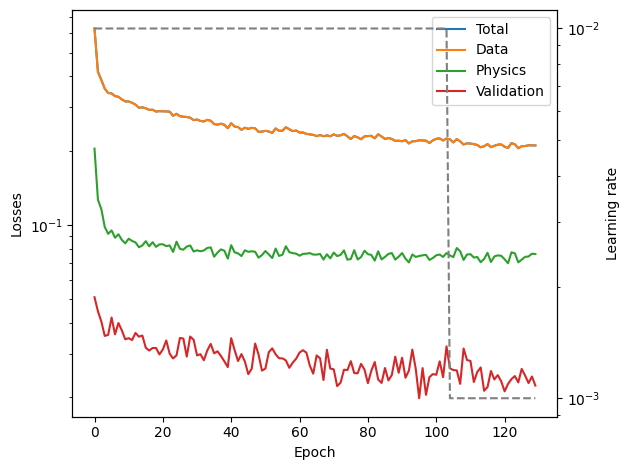 Total
Data
Physics
Validation
Losses
10⁻¹
Learning rate
10⁻²
10⁻³
0 20 40 60 80 100 120
Epoch